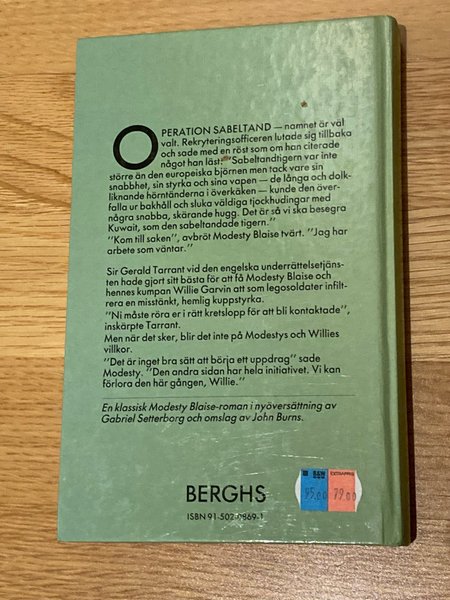 OPERATION SABELTAND — namnet är väl
valt. Rekryteringsofficeren lutade sig tillbaka
och sade med en röst som om han citerade
något han läst: "Sabeltandtigern var inte
större än den europeiska björnen men tack vare sin
snabbhet, sin styrka och sina vapen — de långa och dolk-
liknande hörntänderna i överkäken — kunde den över-
falla ur bakhåll och sluka väldiga tjockhudingar med
några snabba, skärande hugg. Det är så vi ska besegra
Kuwait, som den sabeltandade tigern."
"Kom till saken", avbröt Modesty Blaise tvärt. "Jag har
arbete som väntar."
Sir Gerald Tarrant vid den engelska underrättelsetjäns-
ten hade gjort sitt bästa för att få Modesty Blaise och
hennes kumpan Willie Garvin att som legosoldater infilt-
rera en misstänkt, hemlig kuppstyrka.
"Ni måste röra er i rätt kretslopp för att bli kontaktade",
inskärpte Tarrant.
Men när det sker, blir det inte på Modestys och Willies
villkor.
"Det är inget bra sätt att börja ett uppdrag" sade
Modesty. "Den andra sidan har hela initiativet. Vi kan
förlora den här gången, Willie."
En klassisk Modesty Blaise-roman i nyöversättning av
Gabriel Setterborg och omslag av John Burns.
B&W EXTRAPRIS
95.00 79.00
BERGHS
ISBN 91-502-0869-1